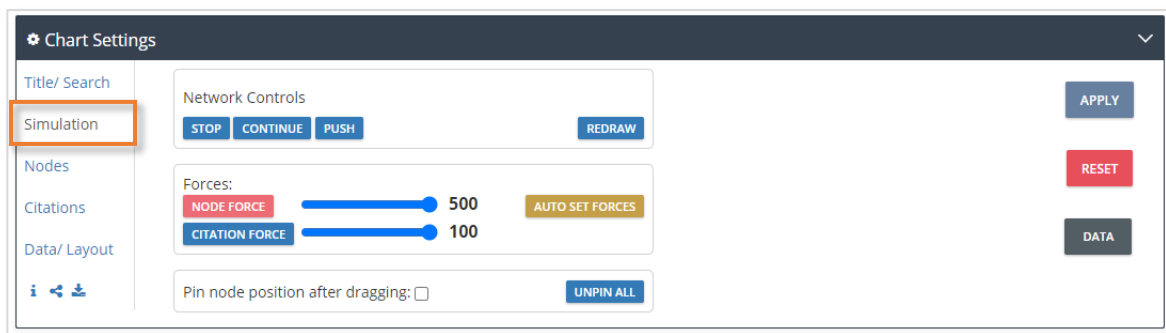 Chart Settings
Title/ Search
Simulation
Nodes
Citations
Data/ Layout
Network Controls
STOP CONTINUE PUSH REDRAW
Forces:
NODE FORCE 500 AUTO SET FORCES
CITATION FORCE 100
Pin node position after dragging: UNPIN ALL
APPLY
RESET
DATA